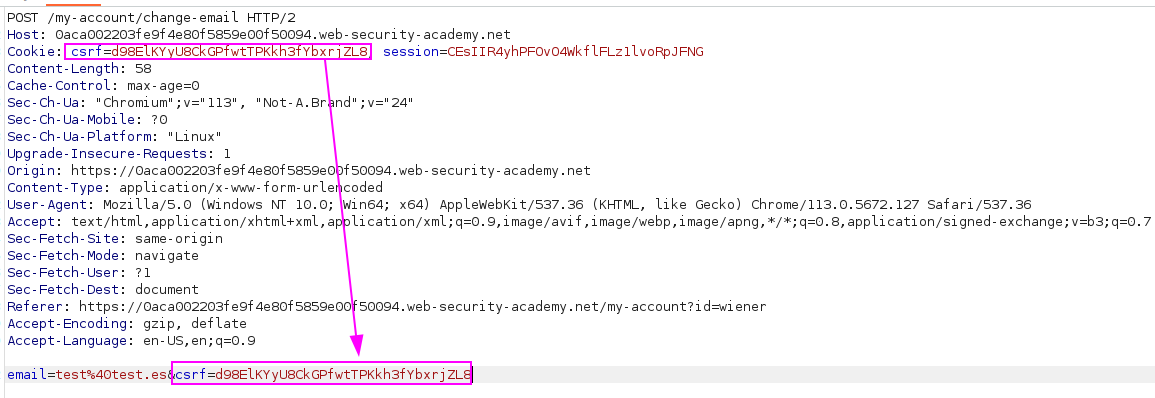 POST /my-account/change-email HTTP/2
Host: 0aca002203fe9f4e80f5859e00f50094.web-security-academy.net
Cookie: csrf=d98ElKYyU8CkGPfwtTPKkh3fYbxrjZL8 session=CEsIIR4yhPFOvO4WkflFLz1lvoRpJFNG
Content-Length: 58
Cache-Control: max-age=0
Sec-Ch-Ua: "Chromium";v="113", "Not-A.Brand";v="24"
Sec-Ch-Ua-Mobile: ?0
Sec-Ch-Ua-Platform: "Linux"
Upgrade-Insecure-Requests: 1
Origin: https://0aca002203fe9f4e80f5859e00f50094.web-security-academy.net
Content-Type: application/x-www-form-urlencoded
User-Agent: Mozilla/5.0 (Windows NT 10.0; Win64; x64) AppleWebKit/537.36 (KHTML, like Gecko) Chrome/113.0.5672.127 Safari/537.36
Accept: text/html,application/xhtml+xml,application/xml;q=0.9,image/avif,image/webp,image/apng,*/*;q=0.8,application/signed-exchange;v=b3;q=0.7
Sec-Fetch-Site: same-origin
Sec-Fetch-Mode: navigate
Sec-Fetch-User: ?1
Sec-Fetch-Dest: document
Referer: https://0aca002203fe9f4e80f5859e00f50094.web-security-academy.net/my-account?id=wiener
Accept-Encoding: gzip, deflate
Accept-Language: en-US,en;q=0.9
email=test%40test.es&csrf=d98ElKYyU8CkGPfwtTPKkh3fYbxrjZL8